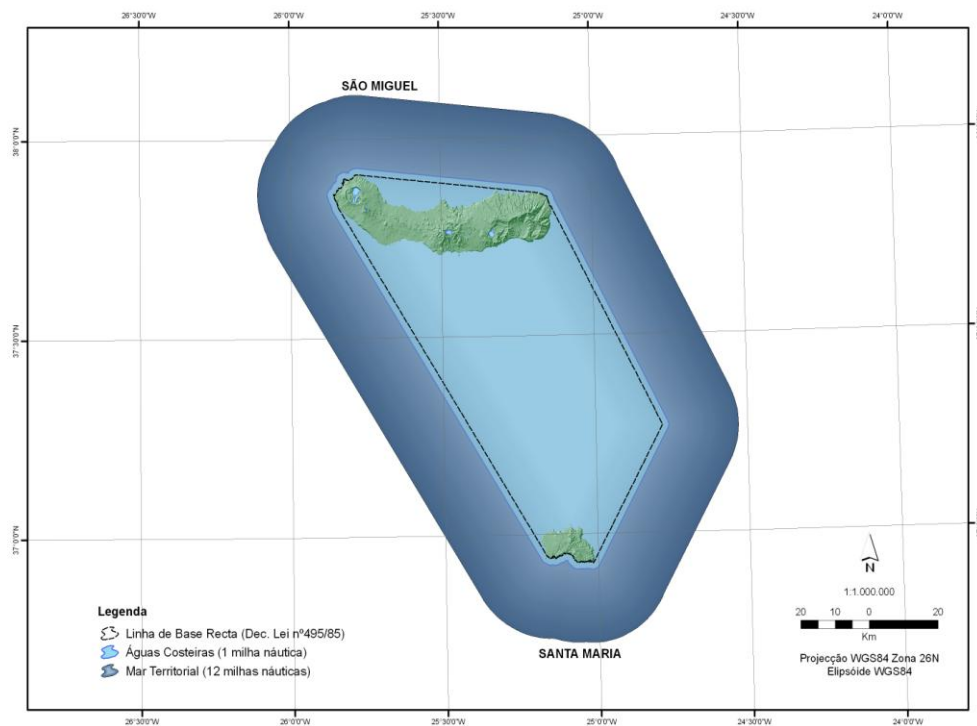 26°30'0"W 26°0'0"W 25°30'0"W 25°0'0"W 24°30'0"W 24°0'0"W
SÃO MIGUEL
38°0'0"N
37°30'0"N
37°0'0"N
N
1:1.000.000
20 10 0 20
Km
Projecção WGS84 Zona 26N
Elipsóide WGS84
Legenda
Linha de Base Recta (Dec. Lei nº495/85)
Águas Costeiras (1 milha náutica)
Mar Territorial (12 milhas náuticas)
SANTA MARIA
26°30'0"W 26°0'0"W 25°30'0"W 25°0'0"W 24°30'0"W 24°0'0"W